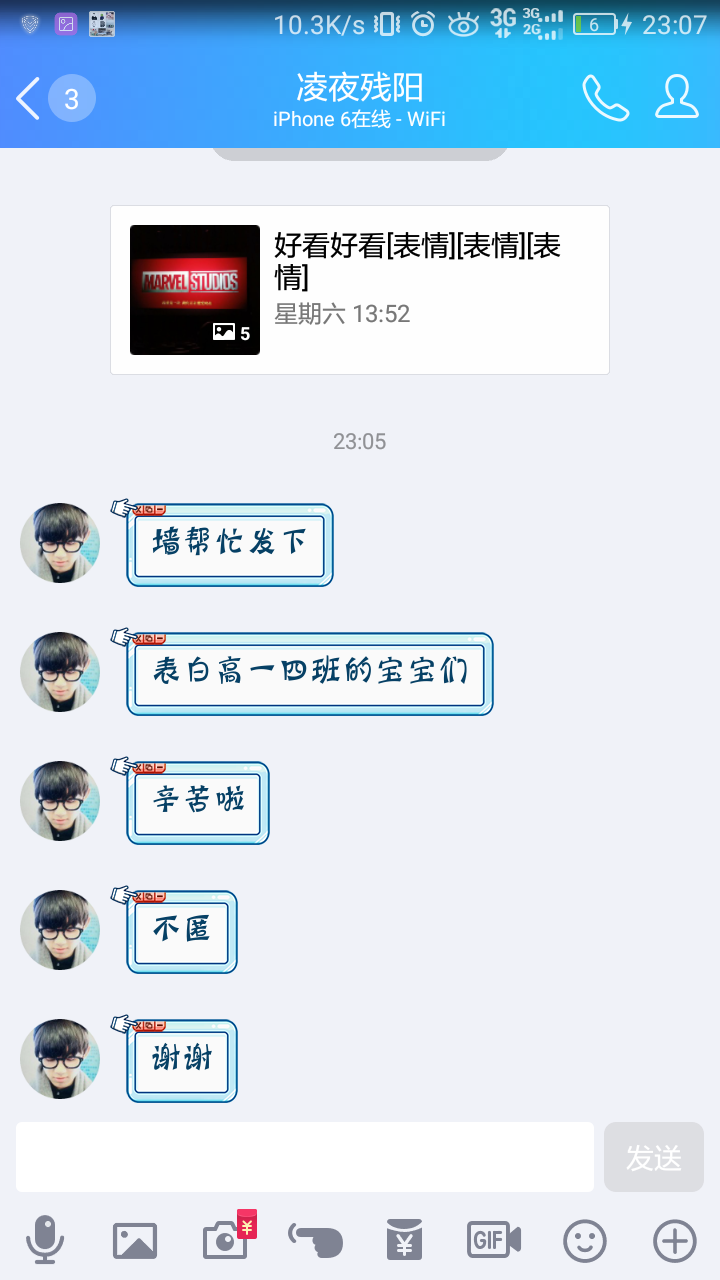 10.3K/s 3G 3G 2G 6 23:07
3
凌夜残阳
iPhone 6在线 - WiFi
MARVEL STUDIOS
5
好看好看[表情][表情][表
情]
星期六 13:52
23:05
墙帮忙发下
表白高一四班的宝宝们
辛苦啦
不匿
谢谢
发送
¥
¥
GIF